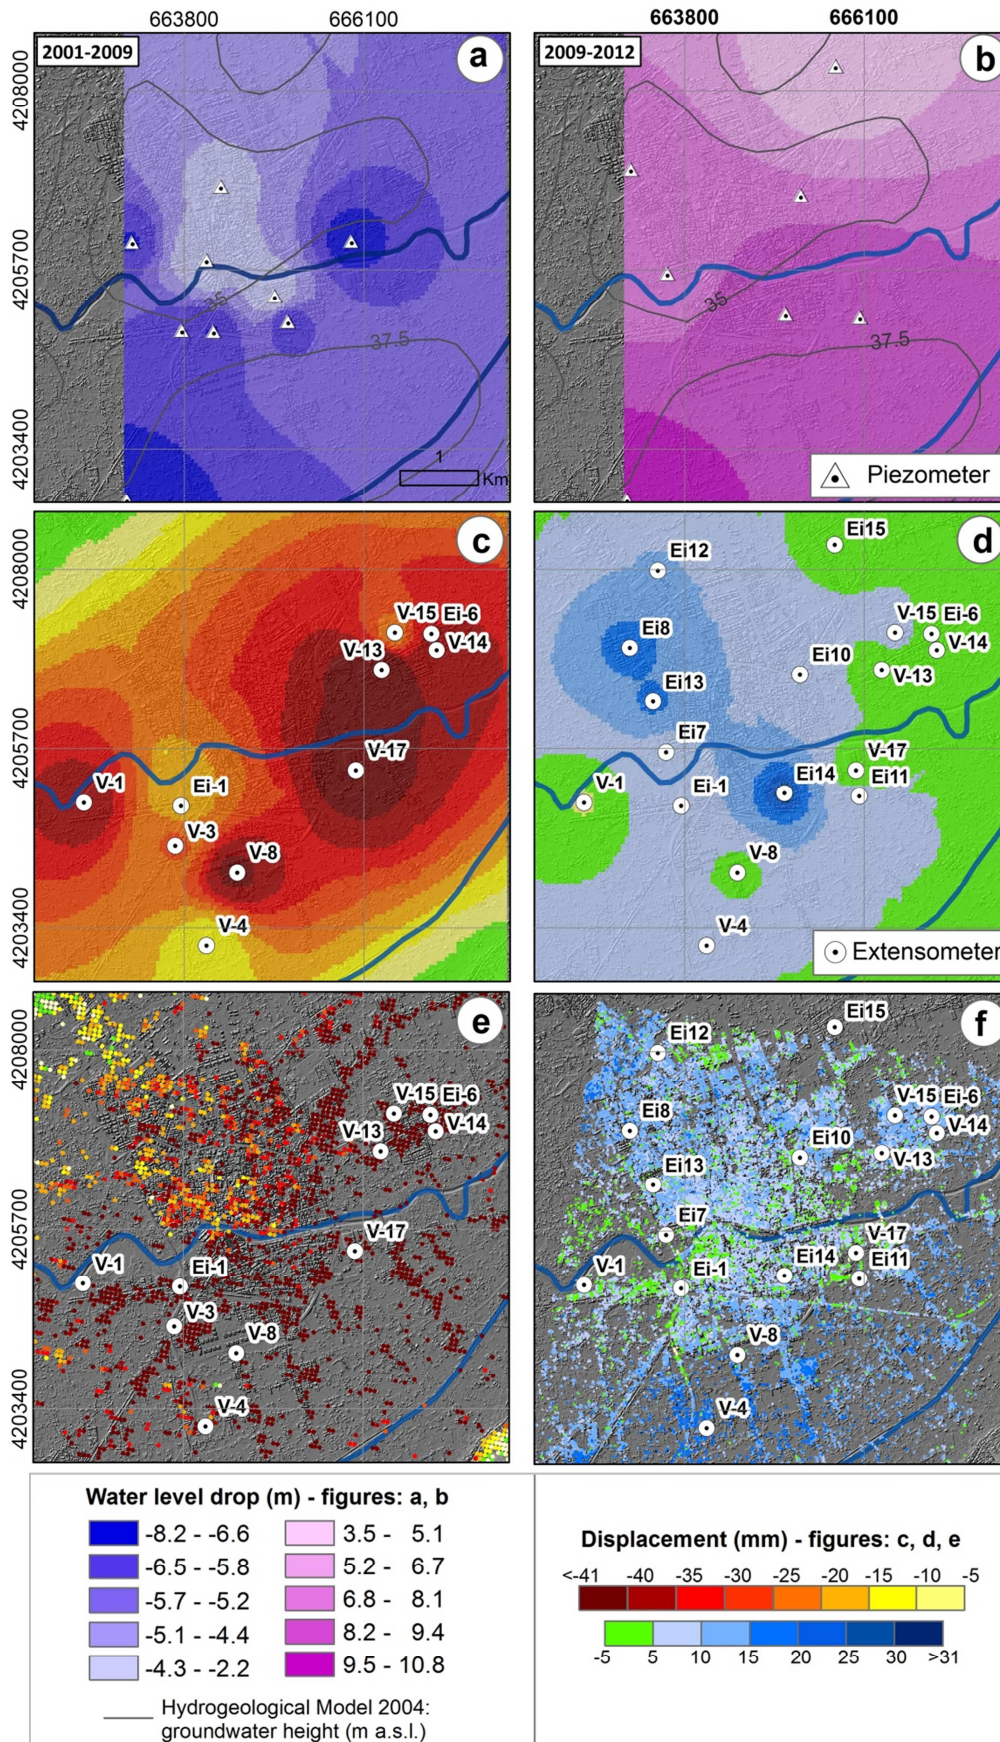 663800 666100 663800 666100
2001-2009 a 2009-2012 b
4208000
4205700
35 35
37.5 37.5
4203400
1
Km
Piezometer
c d
4208000
Ei15
Ei12
V-15 Ei-6 V-15 Ei-6
V-14 V-14
Ei8
V-13 Ei10 V-13
Ei13
4205700
V-17 Ei7 V-17
V-1 Ei-1 V-1 Ei-1 Ei14 Ei11
V-3
V-8 V-8
4203400
V-4 V-4
Extensometer
e f
4208000
Ei15
Ei12
V-15 Ei-6 V-15 Ei-6
V-14 V-14
Ei8
V-13 Ei10 V-13
Ei13
4205700
V-17 Ei7 V-17
V-1 Ei-1 V-1 Ei-1 Ei14 Ei11
V-3
V-8 V-8
4203400
V-4 V-4
Water level drop (m) - figures: a, b
-8.2 - -6.6 3.5 - 5.1
-6.5 - -5.8 5.2 - 6.7
-5.7 - -5.2 6.8 - 8.1
-5.1 - -4.4 8.2 - 9.4
-4.3 - -2.2 9.5 - 10.8
Hydrogeological Model 2004:
groundwater height (m a.s.l.)
Displacement (mm) - figures: c, d, e
<-41 -40 -35 -30 -25 -20 -15 -10 -5
-5 5 10 15 20 25 30 >31